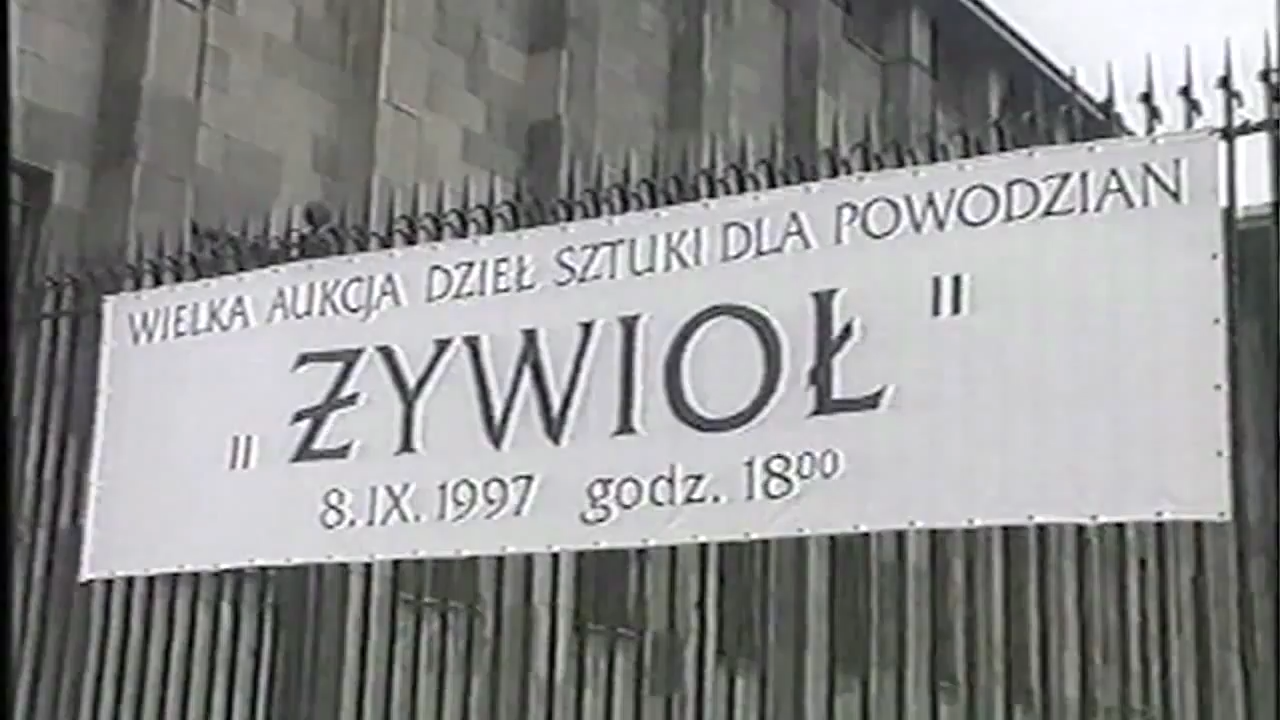 WIELKA AUKCJA DZIEŁ SZTUKI DLA POWODZIAN
"ŻYWIOŁ"
8.IX.1997 godz. 18⁰⁰